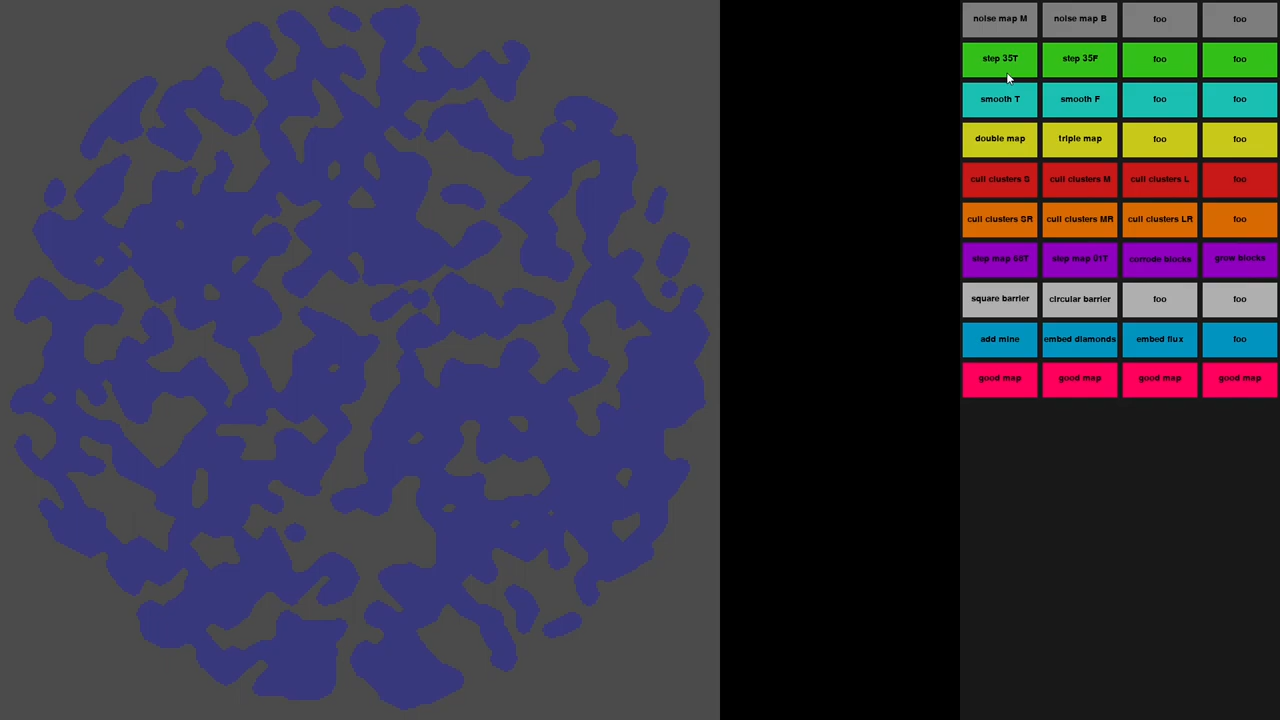 noise map M noise map B foo foo
step 35T step 35F foo foo
smooth T smooth F foo foo
double map triple map foo foo
cull clusters S cull clusters M cull clusters L foo
cull clusters SR cull clusters MR cull clusters LR foo
step map 68T step map 01T corrode blocks grow blocks
square barrier circular barrier foo foo
add mine embed diamonds embed flux foo
good map good map good map good map